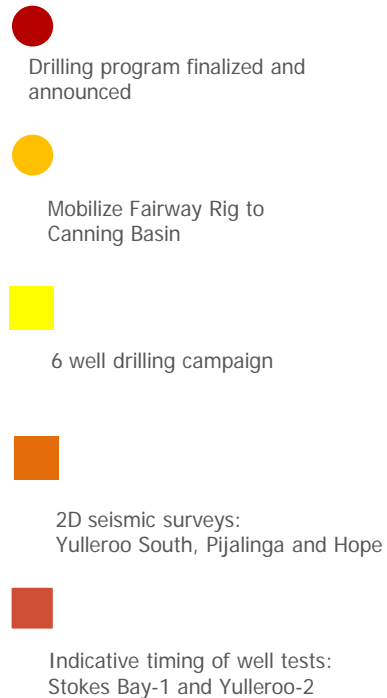 Drilling program finalized and
announced
Mobilize Fairway Rig to
Canning Basin
6 well drilling campaign
2D seismic surveys:
Yulleroo South, Pijalinga and Hope
Indicative timing of well tests:
Stokes Bay-1 and Yulleroo-2